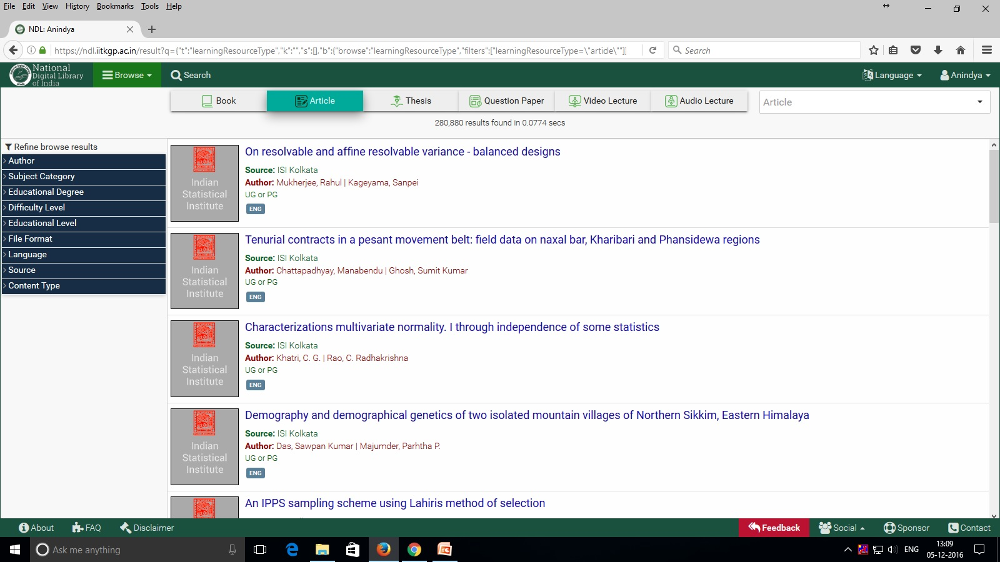 File Edit View History Bookmarks Tools Help
NDL: Anindya
https://ndl.iitkgp.ac.in/result?q={"t":"learningResourceType","k":"","s":[],"b":{"browse":"learningResourceType","filters":["learningResourceType=\"article\""]}
Search
National
Digital Library
of India
Browse
Search
Language
Anindya
Book
Article
Thesis
Question Paper
Video Lecture
Audio Lecture
Article
280,880 results found in 0.0774 secs
Refine browse results
Author
Subject Category
Educational Degree
Difficulty Level
Educational Level
File Format
Language
Source
Content Type
Indian
Statistical
Institute
On resolvable and affine resolvable variance - balanced designs
Source: ISI Kolkata
Author: Mukherjee, Rahul | Kageyama, Sanpei
UG or PG
ENG
Indian
Statistical
Institute
Tenurial contracts in a pesant movement belt: field data on naxal bar, Kharibari and Phansidewa regions
Source: ISI Kolkata
Author: Chattapadhyay, Manabendu | Ghosh, Sumit Kumar
UG or PG
ENG
Indian
Statistical
Institute
Characterizations multivariate normality. I through independence of some statistics
Source: ISI Kolkata
Author: Khatri, C. G. | Rao, C. Radhakrishna
UG or PG
ENG
Indian
Statistical
Institute
Demography and demographical genetics of two isolated mountain villages of Northern Sikkim, Eastern Himalaya
Source: ISI Kolkata
Author: Das, Sawpan Kumar | Majumder, Parhtha P.
UG or PG
ENG
An IPPS sampling scheme using Lahiris method of selection
About
FAQ
Disclaimer
Feedback
Social
Sponsor
Contact
Ask me anything
ENG
13:09
05-12-2016